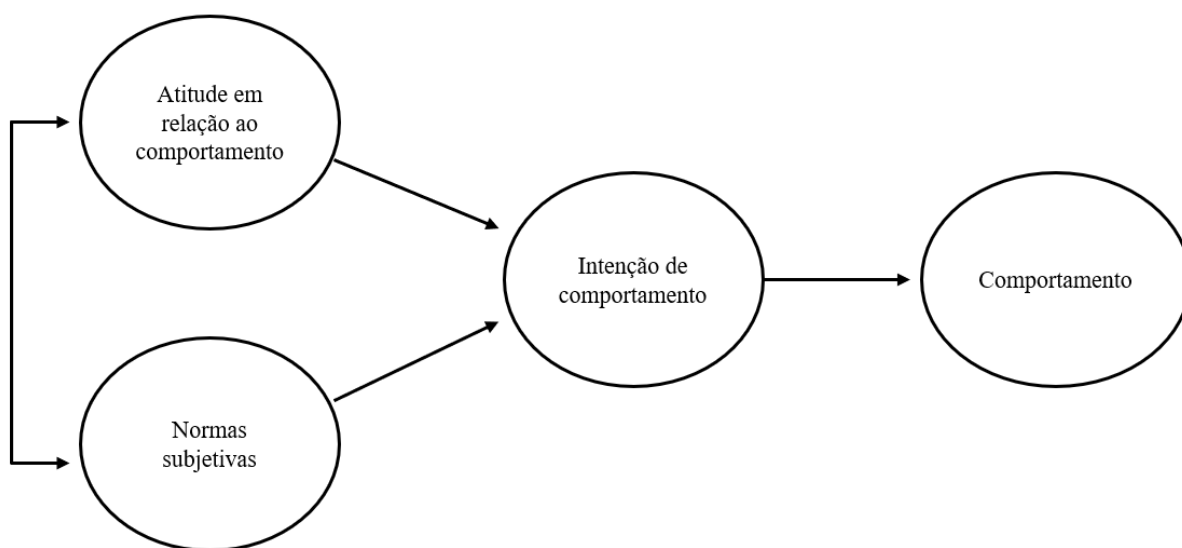 Atitude em
relação ao
comportamento
Normas
subjetivas
Intenção de
comportamento
Comportamento